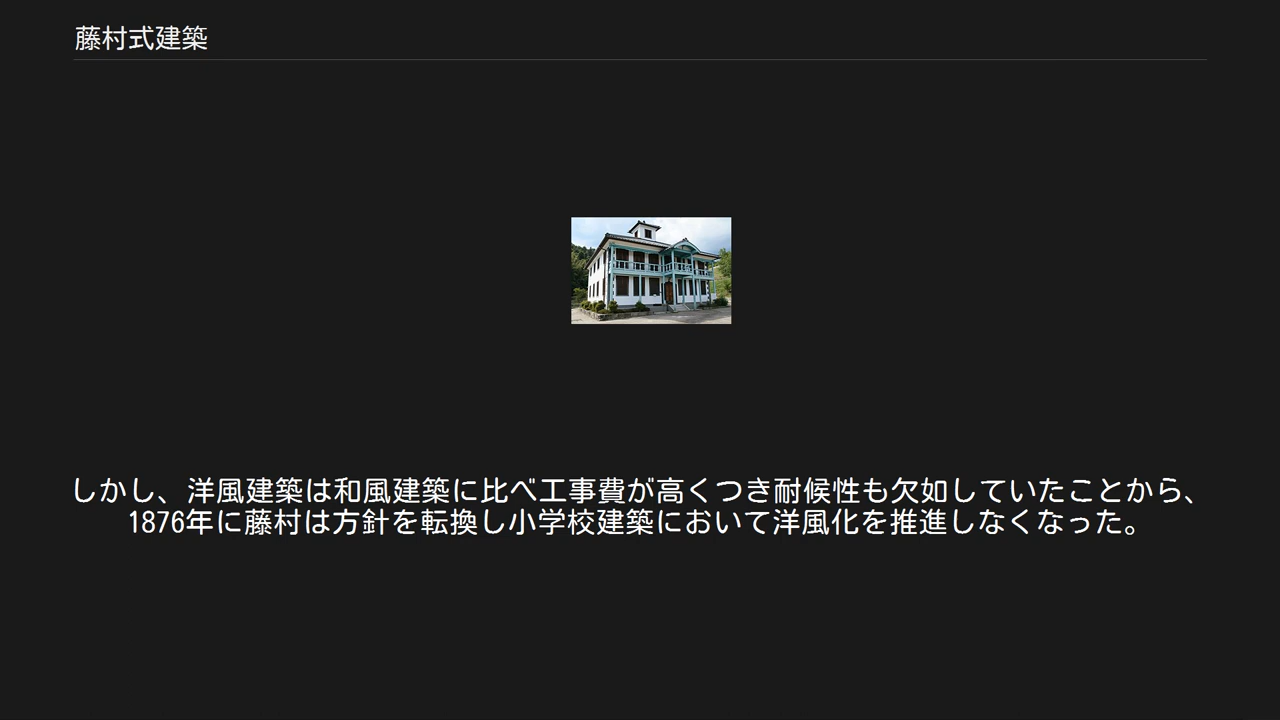 藤村式建築
しかし、洋風建築は和風建築に比べ工事費が高くつき耐候性も欠如していたことから、
1876年に藤村は方針を転換し小学校建築において洋風化を推進しなくなった。